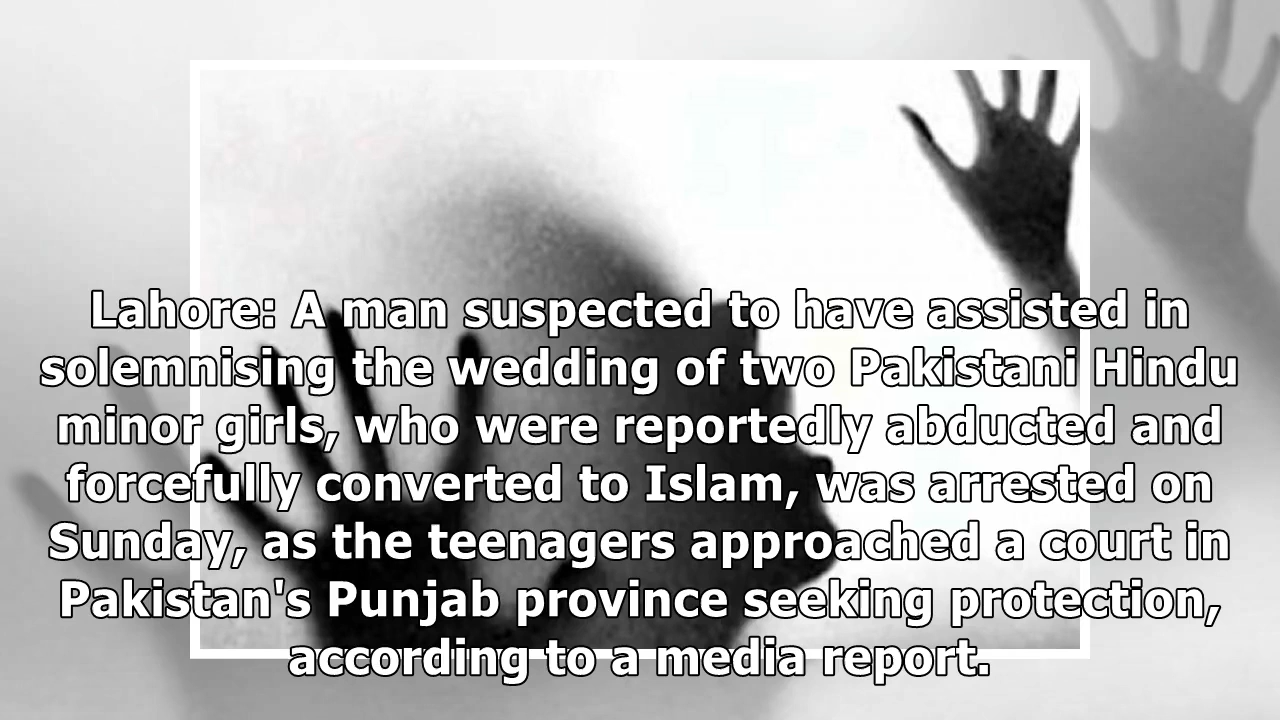 Lahore: A man suspected to have assisted in
solemnising the wedding of two Pakistani Hindu
minor girls, who were reportedly abducted and
forcefully converted to Islam, was arrested on
Sunday, as the teenagers approached a court in
Pakistan's Punjab province seeking protection,
according to a media report.